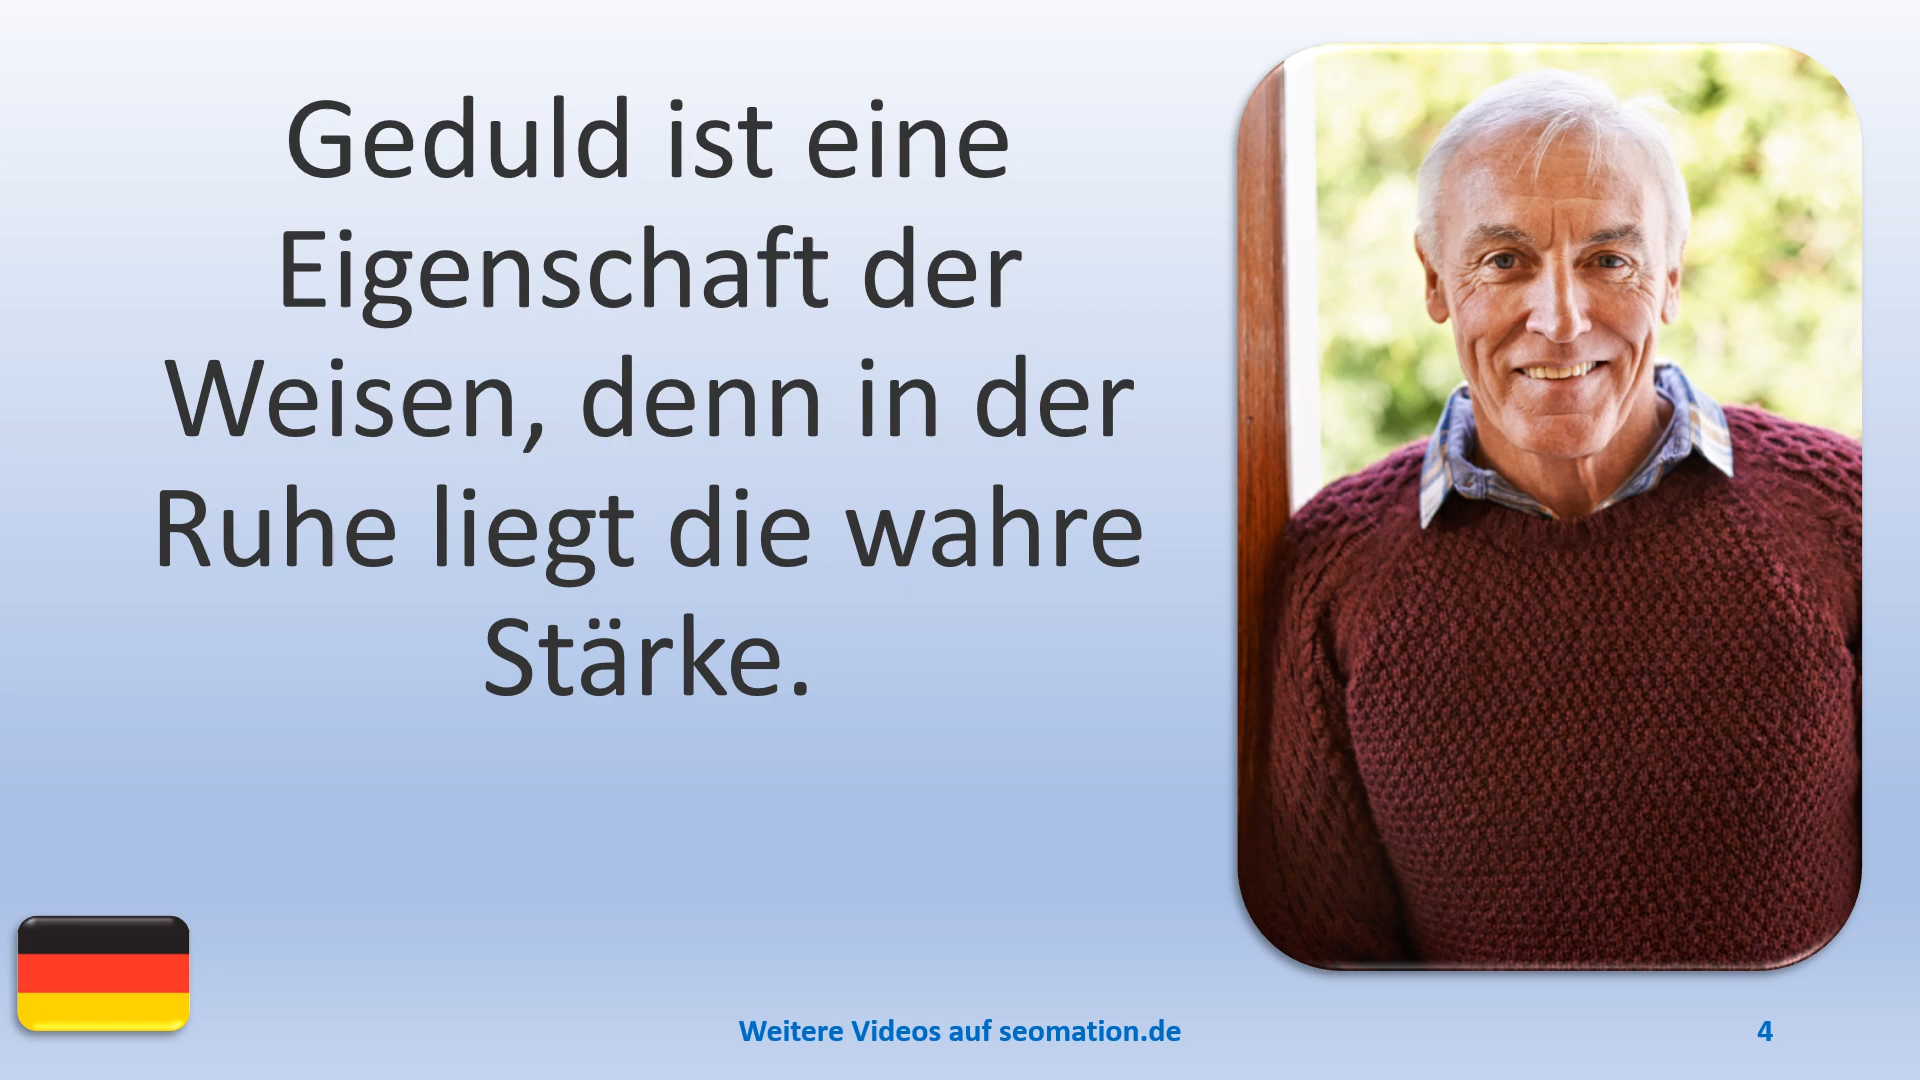 Geduld ist eine
Eigenschaft der
Weisen, denn in der
Ruhe liegt die wahre
Stärke.
Weitere Videos auf seomation.de
4